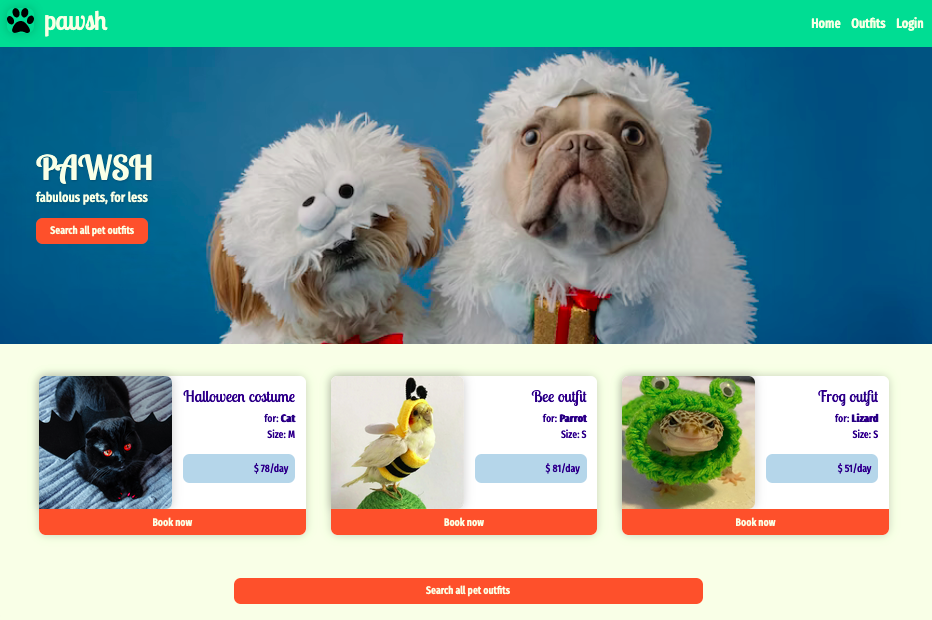 pawsh
Home Outfits Login
PAWSH
fabulous pets, for less
Search all pet outfits
Halloween costume
for: Cat
Size: M
$ 78/day
Book now
Bee outfit
for: Parrot
Size: S
$ 81/day
Book now
Frog outfit
for: Lizard
Size: S
$ 51/day
Book now
Search all pet outfits